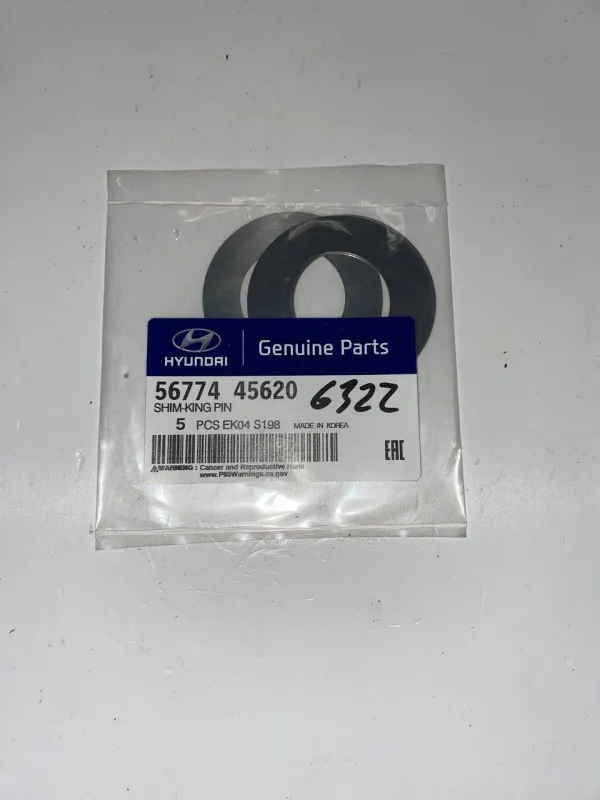 HYUNDAI
Genuine Parts
56774 45620 6322
SHIM-KING PIN
5 PCS EK04 S198 MADE IN KOREA
EAC
WARNING : Cancer and Reproductive Harm
www.P65Warnings.ca.gov